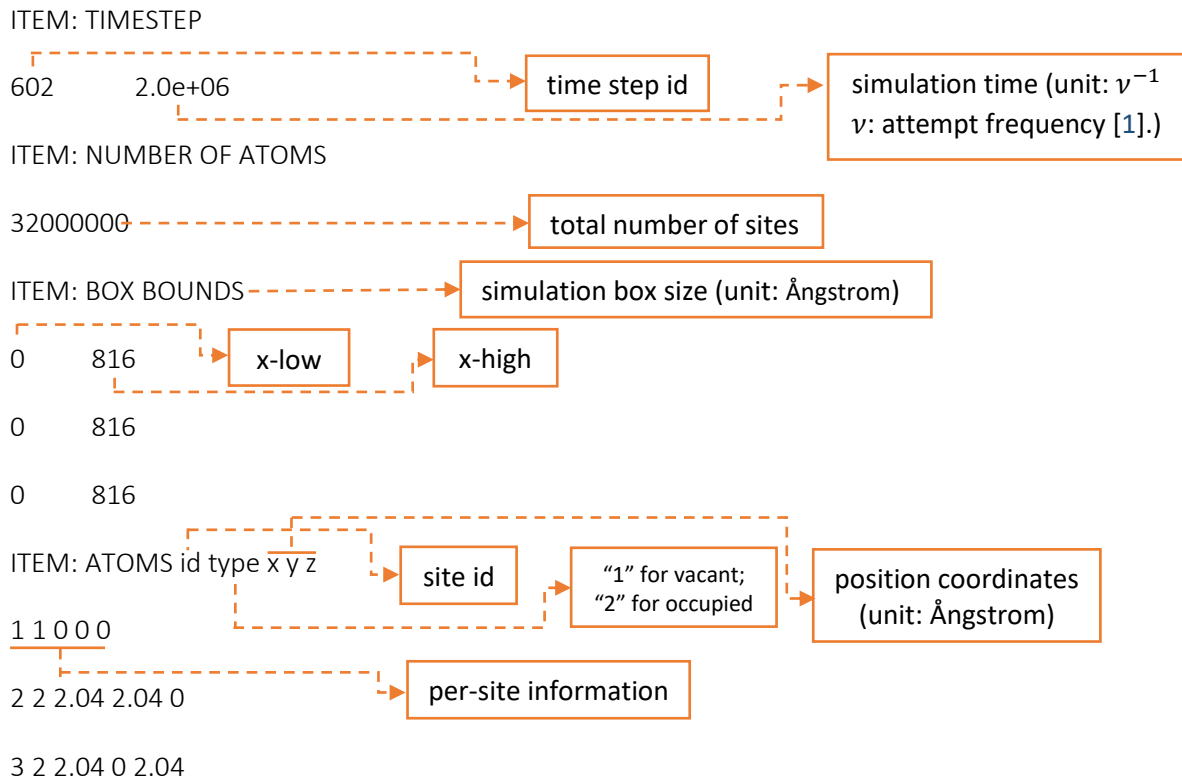 ITEM: TIMESTEP
602 2.0e+06
time step id
simulation time (unit: 𝜈⁻¹
𝜈: attempt frequency [1].)
ITEM: NUMBER OF ATOMS
32000000
total number of sites
ITEM: BOX BOUNDS
simulation box size (unit: Ångstrom)
0 816
x-low
x-high
0 816
0 816
ITEM: ATOMS id type x y z
site id
“1” for vacant;
“2” for occupied
position coordinates
(unit: Ångstrom)
1 1 0 0 0
per-site information
2 2 2.04 2.04 0
3 2 2.04 0 2.04